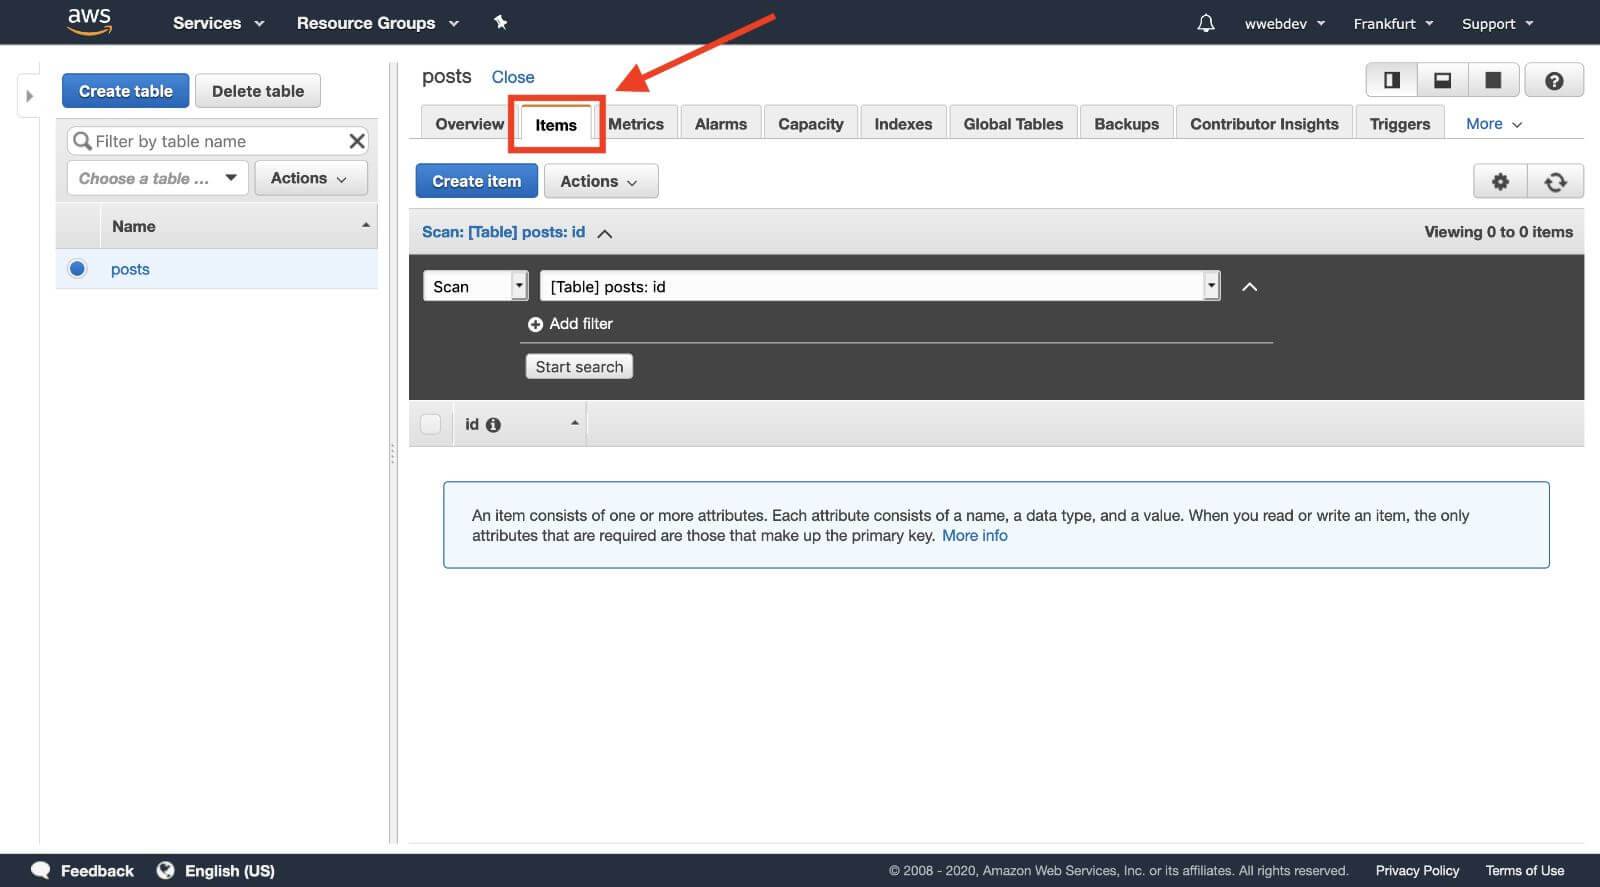 aws Services Resource Groups wwebdev Frankfurt Support
Create table Delete table
Filter by table name
Choose a table ... Actions
Name
posts
posts Close
Overview Items Metrics Alarms Capacity Indexes Global Tables Backups Contributor Insights Triggers More
Create item Actions
Scan: [Table] posts: id Viewing 0 to 0 items
Scan [Table] posts: id
Add filter
Start search
id
An item consists of one or more attributes. Each attribute consists of a name, a data type, and a value. When you read or write an item, the only
attributes that are required are those that make up the primary key. More info
Feedback English (US) © 2008 - 2020, Amazon Web Services, Inc. or its affiliates. All rights reserved. Privacy Policy Terms of Use